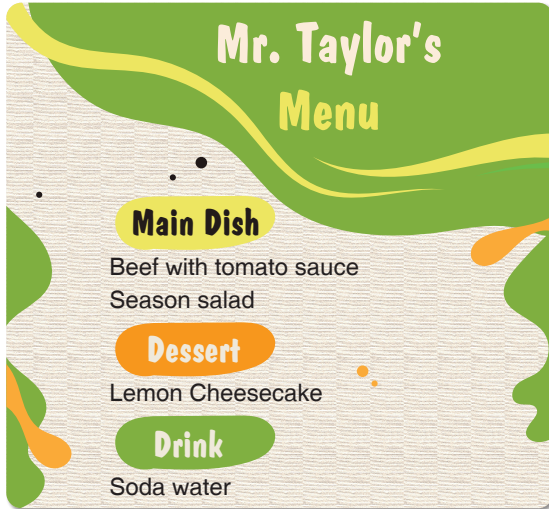 Mr. Taylor's
Menu
Main Dish
Beef with tomato sauce
Season salad
Dessert
Lemon Cheesecake
Drink
Soda water